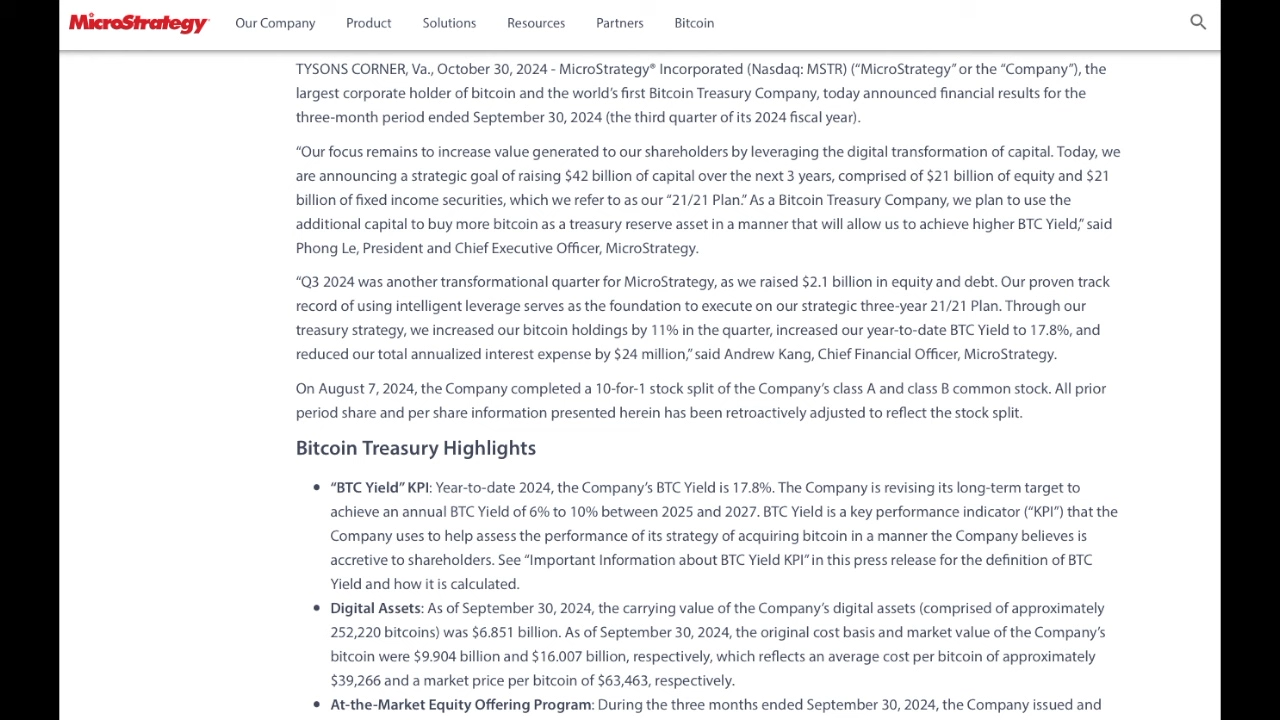 MicroStrategy Our Company Product Solutions Resources Partners Bitcoin
TYSONS CORNER, Va., October 30, 2024 - MicroStrategy® Incorporated (Nasdaq: MSTR) (“MicroStrategy” or the “Company”), the
largest corporate holder of bitcoin and the world’s first Bitcoin Treasury Company, today announced financial results for the
three-month period ended September 30, 2024 (the third quarter of its 2024 fiscal year).
“Our focus remains to increase value generated to our shareholders by leveraging the digital transformation of capital. Today, we
are announcing a strategic goal of raising $42 billion of capital over the next 3 years, comprised of $21 billion of equity and $21
billion of fixed income securities, which we refer to as our “21/21 Plan.” As a Bitcoin Treasury Company, we plan to use the
additional capital to buy more bitcoin as a treasury reserve asset in a manner that will allow us to achieve higher BTC Yield,” said
Phong Le, President and Chief Executive Officer, MicroStrategy.
“Q3 2024 was another transformational quarter for MicroStrategy, as we raised $2.1 billion in equity and debt. Our proven track
record of using intelligent leverage serves as the foundation to execute on our strategic three-year 21/21 Plan. Through our
treasury strategy, we increased our bitcoin holdings by 11% in the quarter, increased our year-to-date BTC Yield to 17.8%, and
reduced our total annualized interest expense by $24 million,” said Andrew Kang, Chief Financial Officer, MicroStrategy.
On August 7, 2024, the Company completed a 10-for-1 stock split of the Company’s class A and class B common stock. All prior
period share and per share information presented herein has been retroactively adjusted to reflect the stock split.
Bitcoin Treasury Highlights
• “BTC Yield” KPI: Year-to-date 2024, the Company’s BTC Yield is 17.8%. The Company is revising its long-term target to
achieve an annual BTC Yield of 6% to 10% between 2025 and 2027. BTC Yield is a key performance indicator (“KPI”) that the
Company uses to help assess the performance of its strategy of acquiring bitcoin in a manner the Company believes is
accretive to shareholders. See “Important Information about BTC Yield KPI” in this press release for the definition of BTC
Yield and how it is calculated.
• Digital Assets: As of September 30, 2024, the carrying value of the Company’s digital assets (comprised of approximately
252,220 bitcoins) was $6.851 billion. As of September 30, 2024, the original cost basis and market value of the Company’s
bitcoin were $9.904 billion and $16.007 billion, respectively, which reflects an average cost per bitcoin of approximately
$39,266 and a market price per bitcoin of $63,463, respectively.
• At-the-Market Equity Offering Program: During the three months ended September 30, 2024, the Company issued and